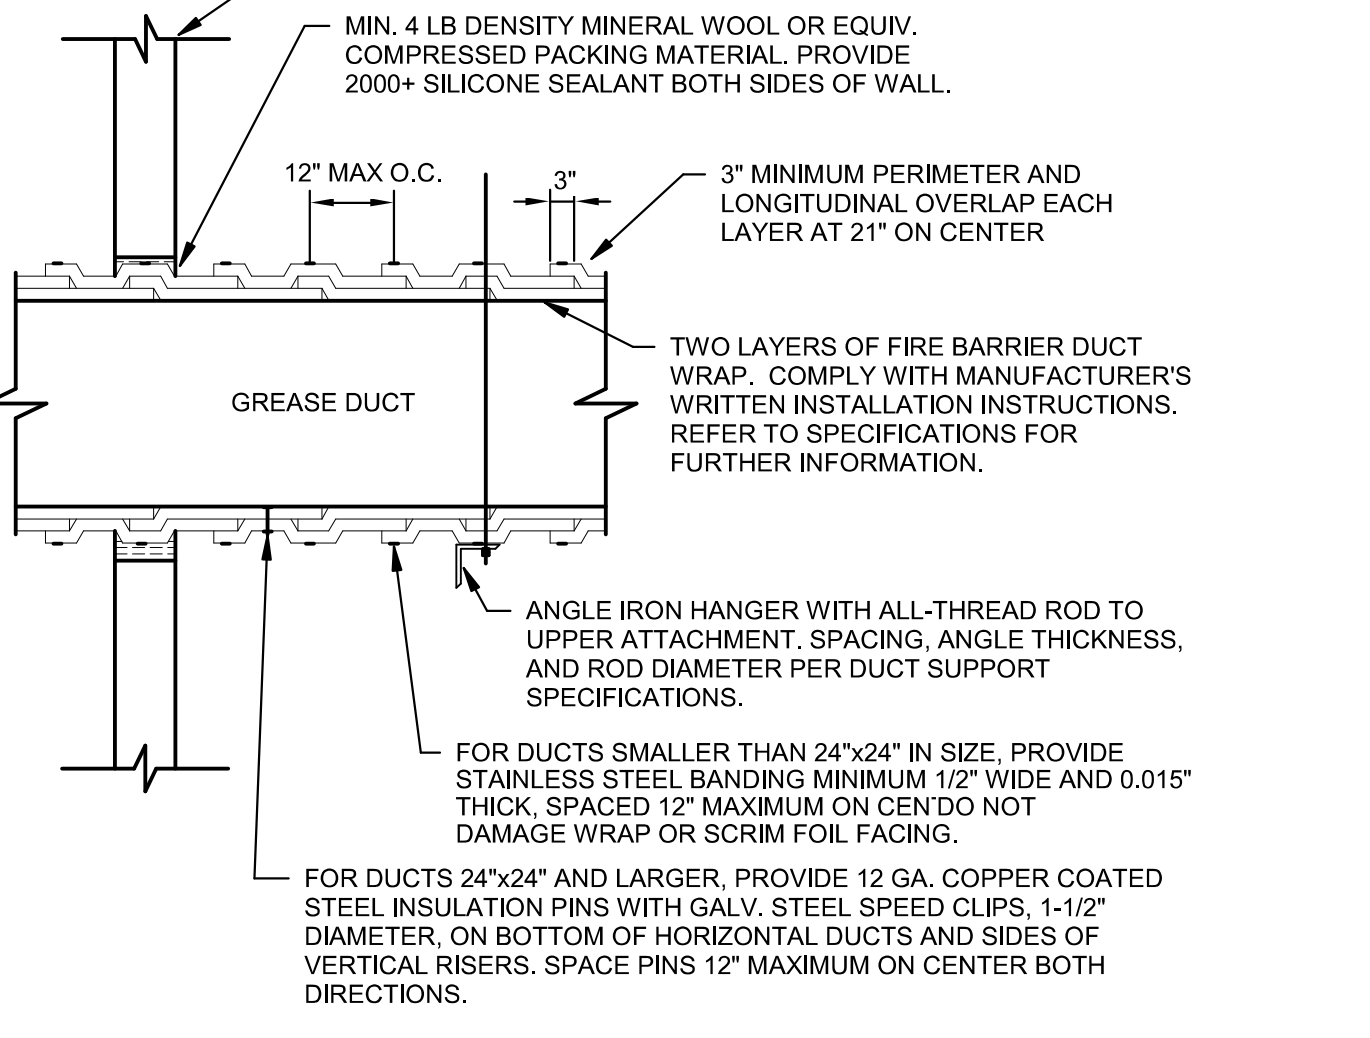 MIN. 4 LB DENSITY MINERAL WOOL OR EQUIV.
COMPRESSED PACKING MATERIAL. PROVIDE
2000+ SILICONE SEALANT BOTH SIDES OF WALL.
12" MAX O.C.
3"
3" MINIMUM PERIMETER AND
LONGITUDINAL OVERLAP EACH
LAYER AT 21" ON CENTER
TWO LAYERS OF FIRE BARRIER DUCT
WRAP. COMPLY WITH MANUFACTURER'S
WRITTEN INSTALLATION INSTRUCTIONS.
REFER TO SPECIFICATIONS FOR
FURTHER INFORMATION.
GREASE DUCT
ANGLE IRON HANGER WITH ALL-THREAD ROD TO
UPPER ATTACHMENT. SPACING, ANGLE THICKNESS,
AND ROD DIAMETER PER DUCT SUPPORT
SPECIFICATIONS.
FOR DUCTS SMALLER THAN 24"x24" IN SIZE, PROVIDE
STAINLESS STEEL BANDING MINIMUM 1/2" WIDE AND 0.015"
THICK, SPACED 12" MAXIMUM ON CEN DO NOT
DAMAGE WRAP OR SCRIM FOIL FACING.
FOR DUCTS 24"x24" AND LARGER, PROVIDE 12 GA. COPPER COATED
STEEL INSULATION PINS WITH GALV. STEEL SPEED CLIPS, 1-1/2"
DIAMETER, ON BOTTOM OF HORIZONTAL DUCTS AND SIDES OF
VERTICAL RISERS. SPACE PINS 12" MAXIMUM ON CENTER BOTH
DIRECTIONS.